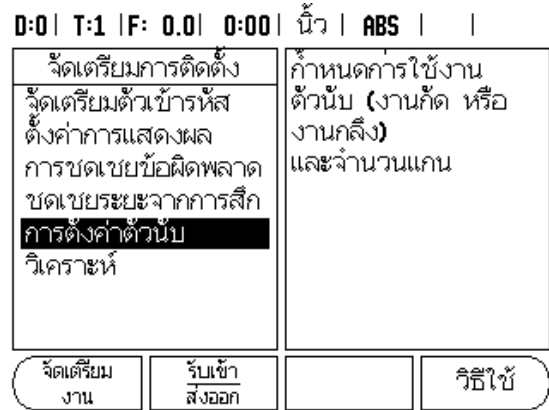 D:0| T:1 |F: 0.0| 0:00| นิ้ว | ABS | |
จัดเตรียมการติดตั้ง
จัดเตรียมตัวเข้ารหัส
ตั้งค่าการแสดงผล
การชดเชยข้อผิดพลาด
ชดเชยระยะจากการสึก
การตั้งค่าตัวนับ
วิเคราะห์
กำหนดการใช้งาน
ตัวนับ (งานกัด หรือ
งานกลึง)
และจำนวนแกน
จัดเตรียม
งาน
รับเข้า
ส่งออก
วิธีใช้